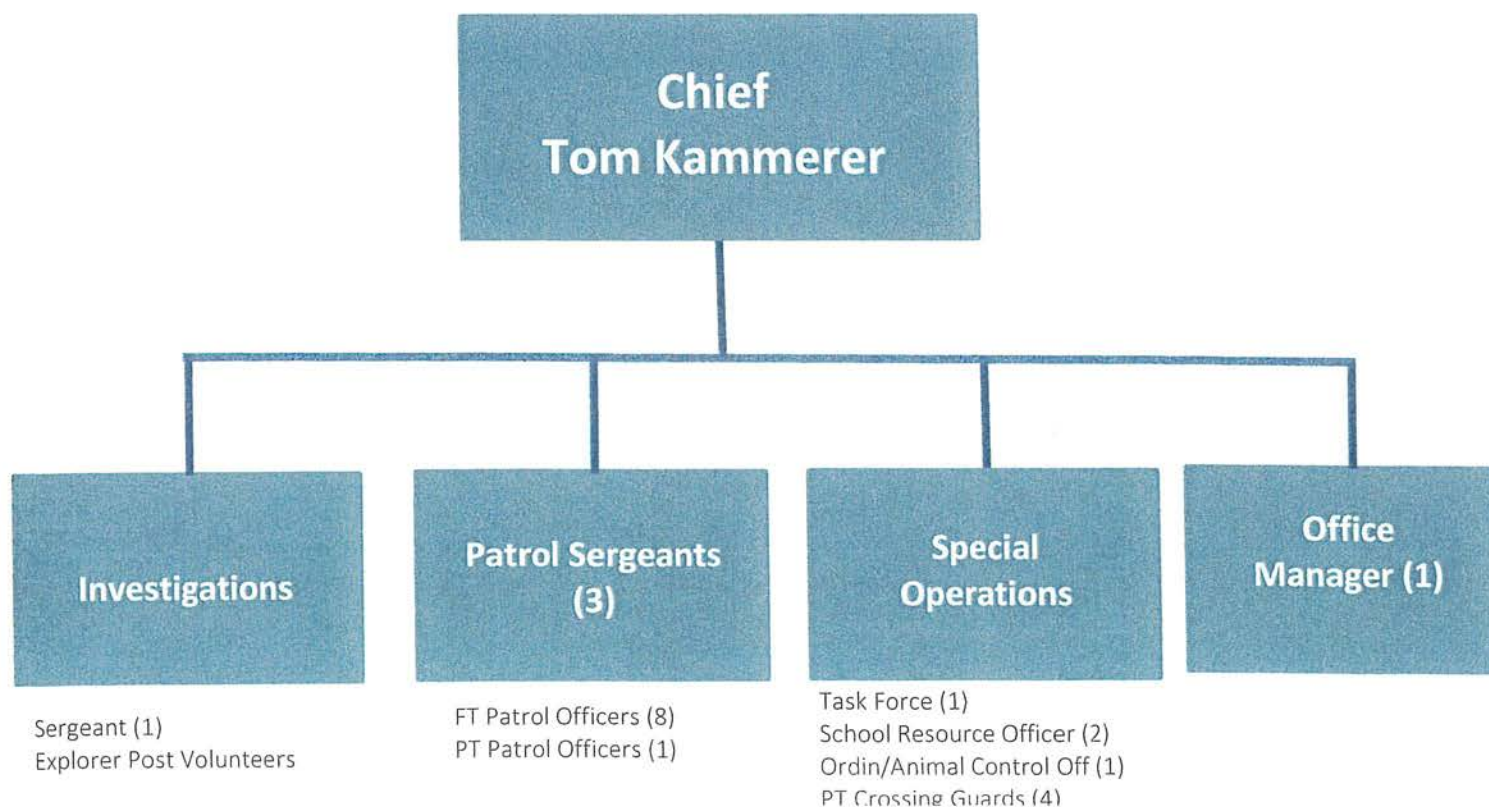 Chief
Tom Kammerer
Investigations
Patrol Sergeants
(3)
Special
Operations
Office
Manager (1)
Sergeant (1)
Explorer Post Volunteers
FT Patrol Officers (8)
PT Patrol Officers (1)
Task Force (1)
School Resource Officer (2)
Ordin/Animal Control Off (1)
PT Crossing Guards (4)